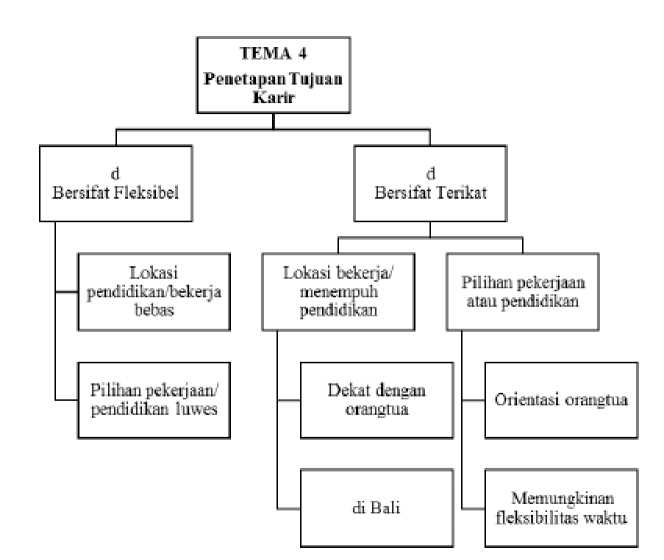 TEMA 4
Penetapan Tujuan
Karir
d
Bersifat Fleksibel
d
Bersifat Terikat
Lokasi
pendidikan/bekerja
bebas
Lokasi bekerja/
menempuh
pendidikan
Pilihan pekerjaan
atau pendidikan
Pilihan pekerjaan/
pendidikan luwes
Dekat dengan
orangtua
Orientasi orangtua
di Bali
Memungkinan
fleksibilitas waktu